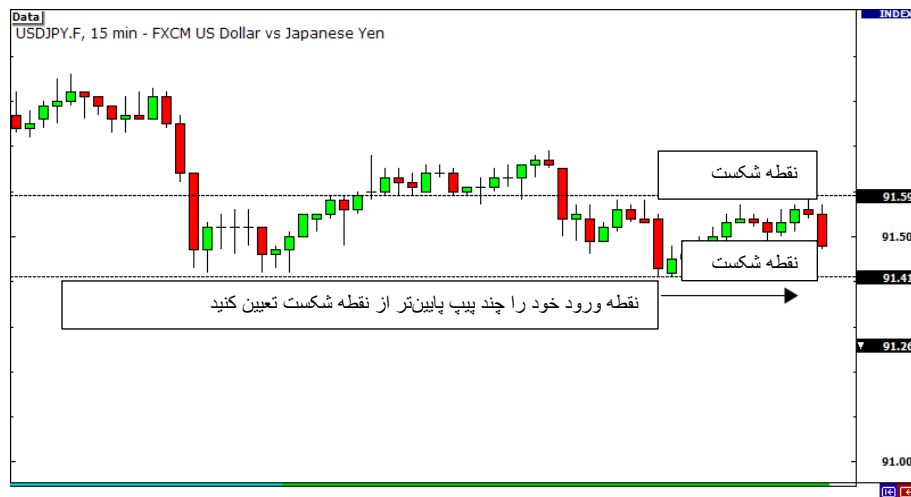 Data
INDEX
USDJPY.F, 15 min - FXCM US Dollar vs Japanese Yen
نقطه شکست
91.59
91.50
نقطه شکست
91.41
نقطه ورود خود را چند پیپ پایین‌تر از نقطه شکست تعیین کنید
91.26
91.00